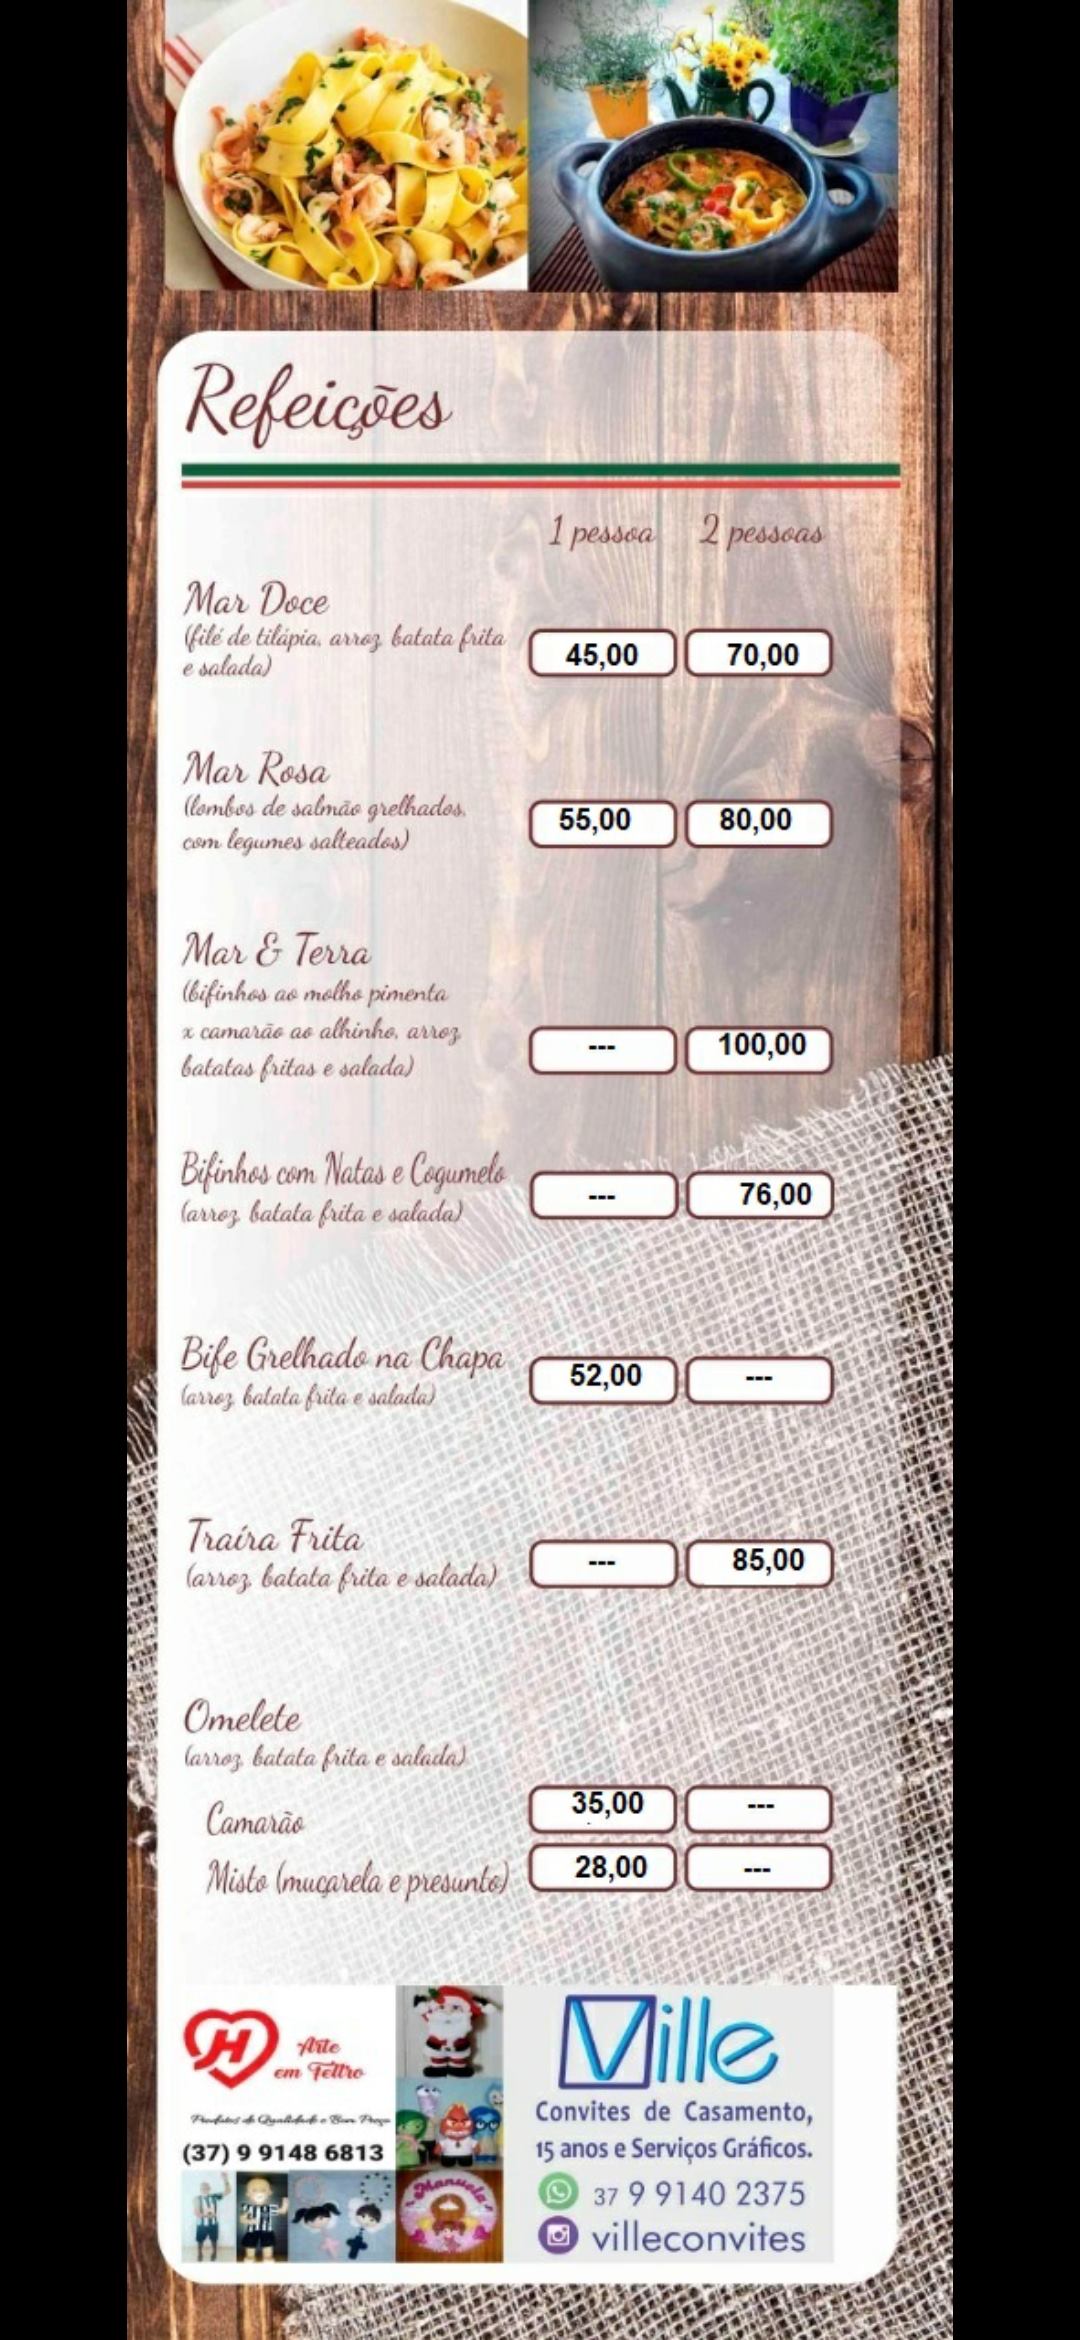 Refeições
1 pessoa 2 pessoas
Mar Doce
(filé de tilápia, arroz, batata frita
e salada)
45,00 70,00
Mar Rosa
(lombos de salmão grelhados,
com legumes salteados)
55,00 80,00
Mar & Terra
(bifinhos ao molho pimenta
x camarão ao alhinho, arroz,
batatas fritas e salada)
--- 100,00
Bifinhos com Natas e Cogumelo
(arroz, batata frita e salada)
--- 76,00
Bife Grelhado na Chapa
(arroz, batata frita e salada)
52,00 ---
Traíra Frita
(arroz, batata frita e salada)
--- 85,00
Omelete
(arroz, batata frita e salada)
Camarão 35,00 ---
Misto (muçarela e presunto) 28,00 ---
H Arte
em Feltro
Produtos de Qualidade e Bom Preço
(37) 9 9148 6813
Manuela
Ville
Convites de Casamento,
15 anos e Serviços Gráficos.
37 9 9140 2375
villeconvites